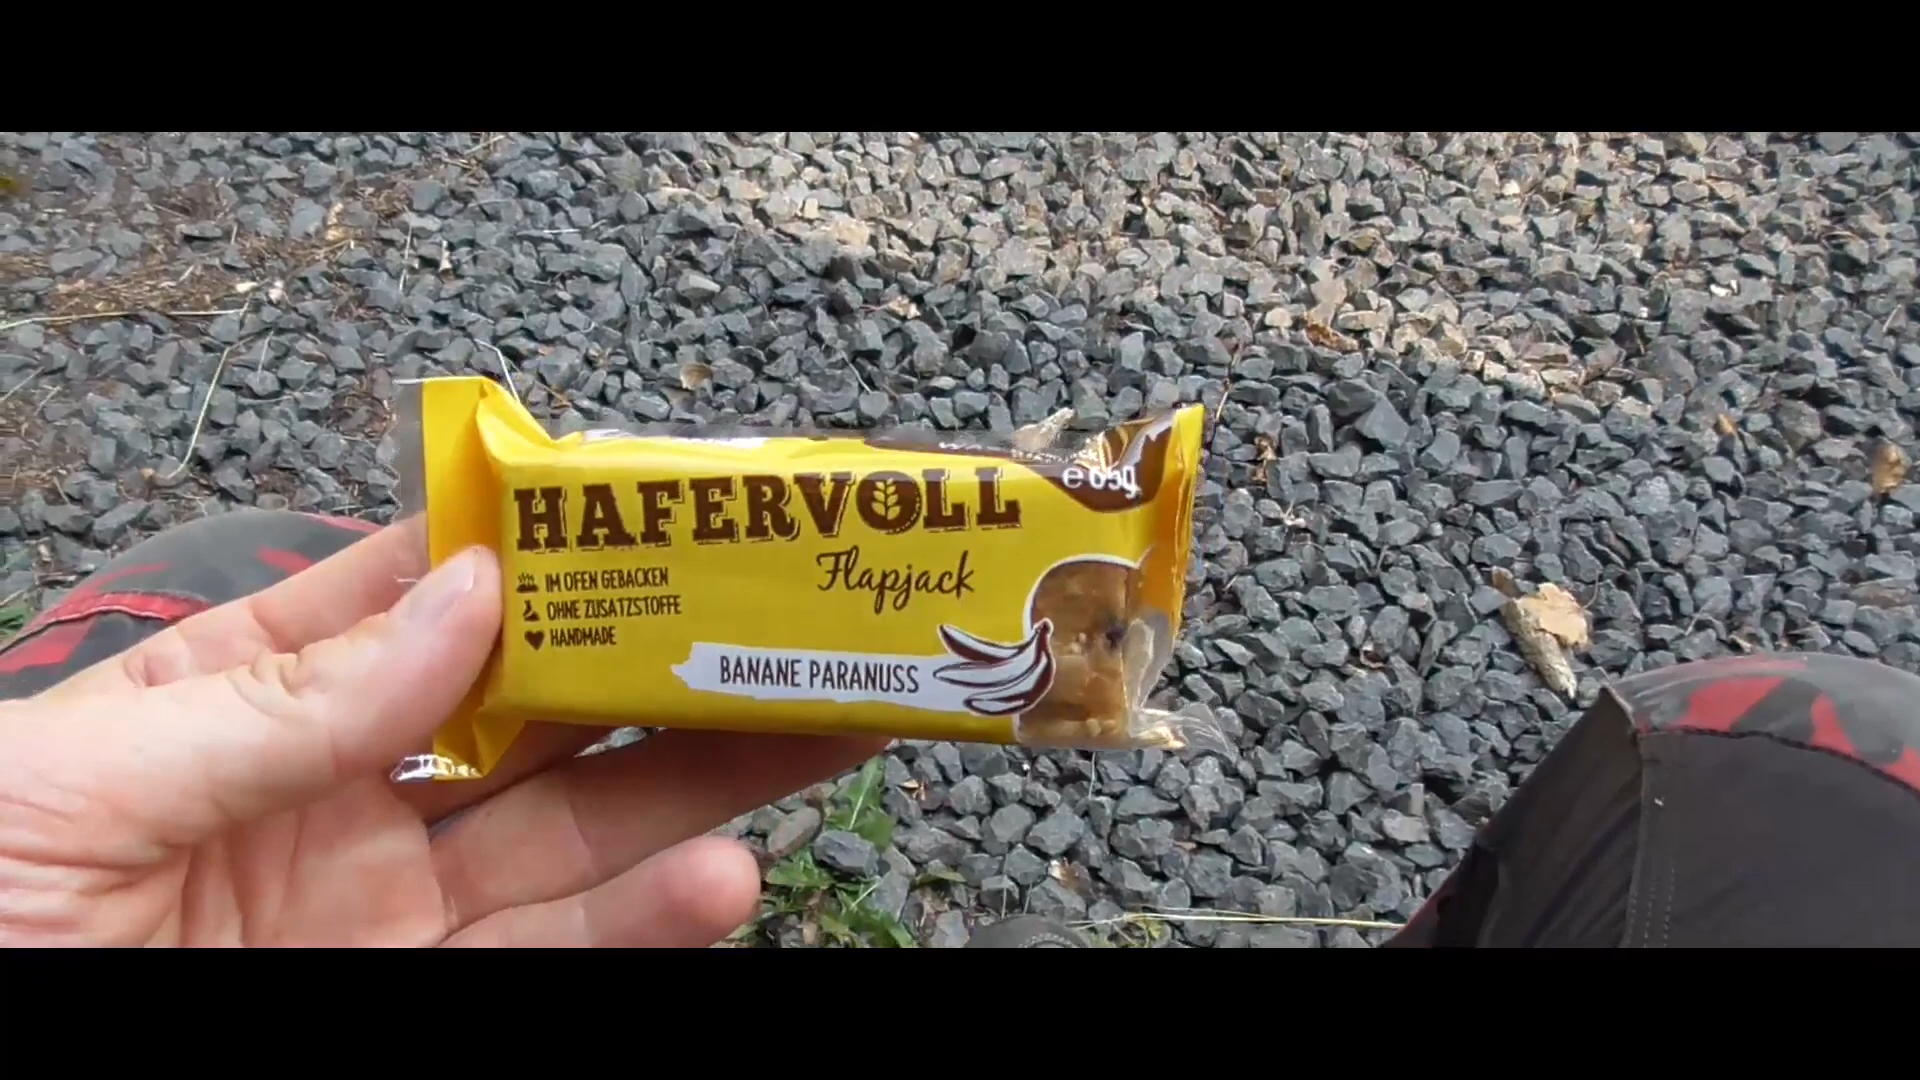 HAFERVOLL
Flapjack
e 65g
IM OFEN GEBACKEN
OHNE ZUSATZSTOFFE
HANDMADE
BANANE PARANUSS